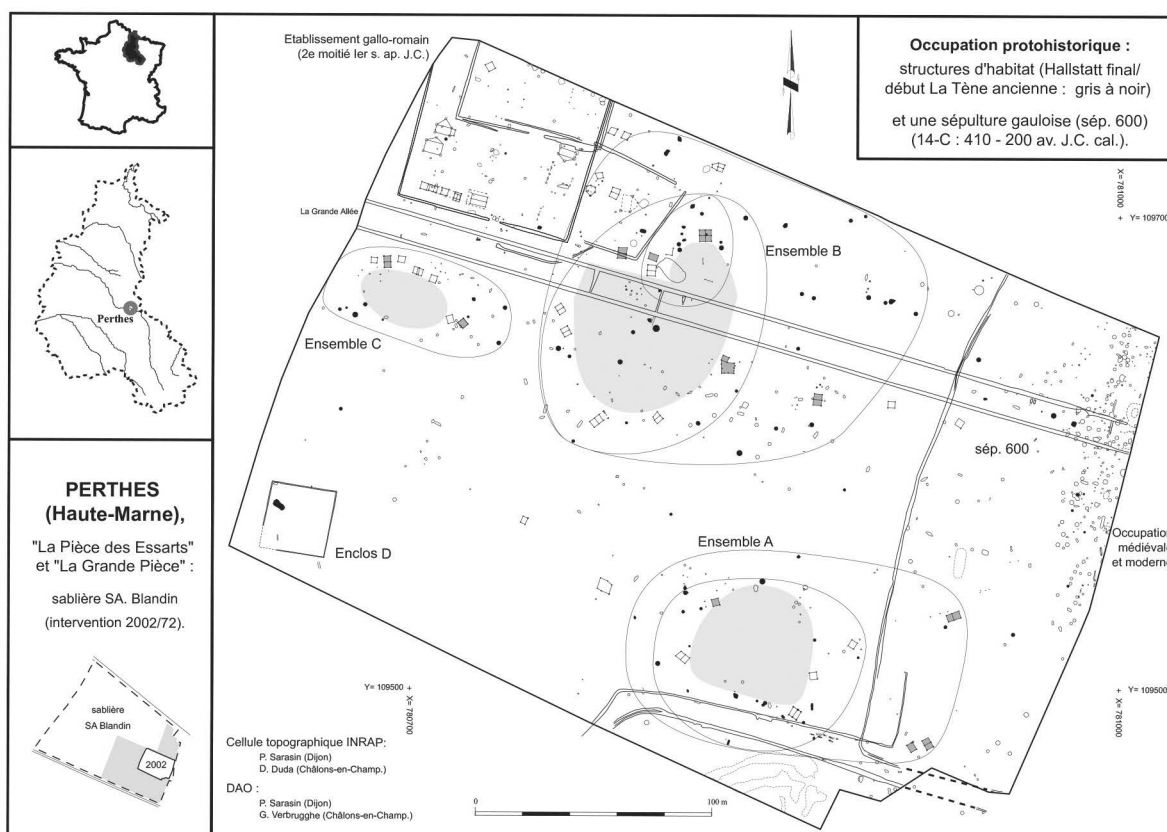 Perthes
PERTHES
(Haute-Marne),
"La Pièce des Essarts"
et "La Grande Pièce" :
sablière SA. Blandin
(intervention 2002/72).
sablière
SA Blandin
2002
Etablissement gallo-romain
(2e moitié Ier s. ap. J.C.)
Occupation protohistorique :
structures d'habitat (Hallstatt final/
début La Tène ancienne : gris à noir)
et une sépulture gauloise (sép. 600)
(14-C : 410 - 200 av. J.C. cal.).
X= 781000
+ Y= 109700
La Grande Allée
Ensemble B
Ensemble C
sép. 600
Enclos D
Ensemble A
Occupation
médiévale
et moderne
Y= 109500 +
X= 780700
+ Y= 109500
X= 781000
Cellule topographique INRAP:
P. Sarasin (Dijon)
D. Duda (Châlons-en-Champ.)
DAO :
P. Sarasin (Dijon)
G. Verbrugghe (Châlons-en-Champ.)
0 100 m